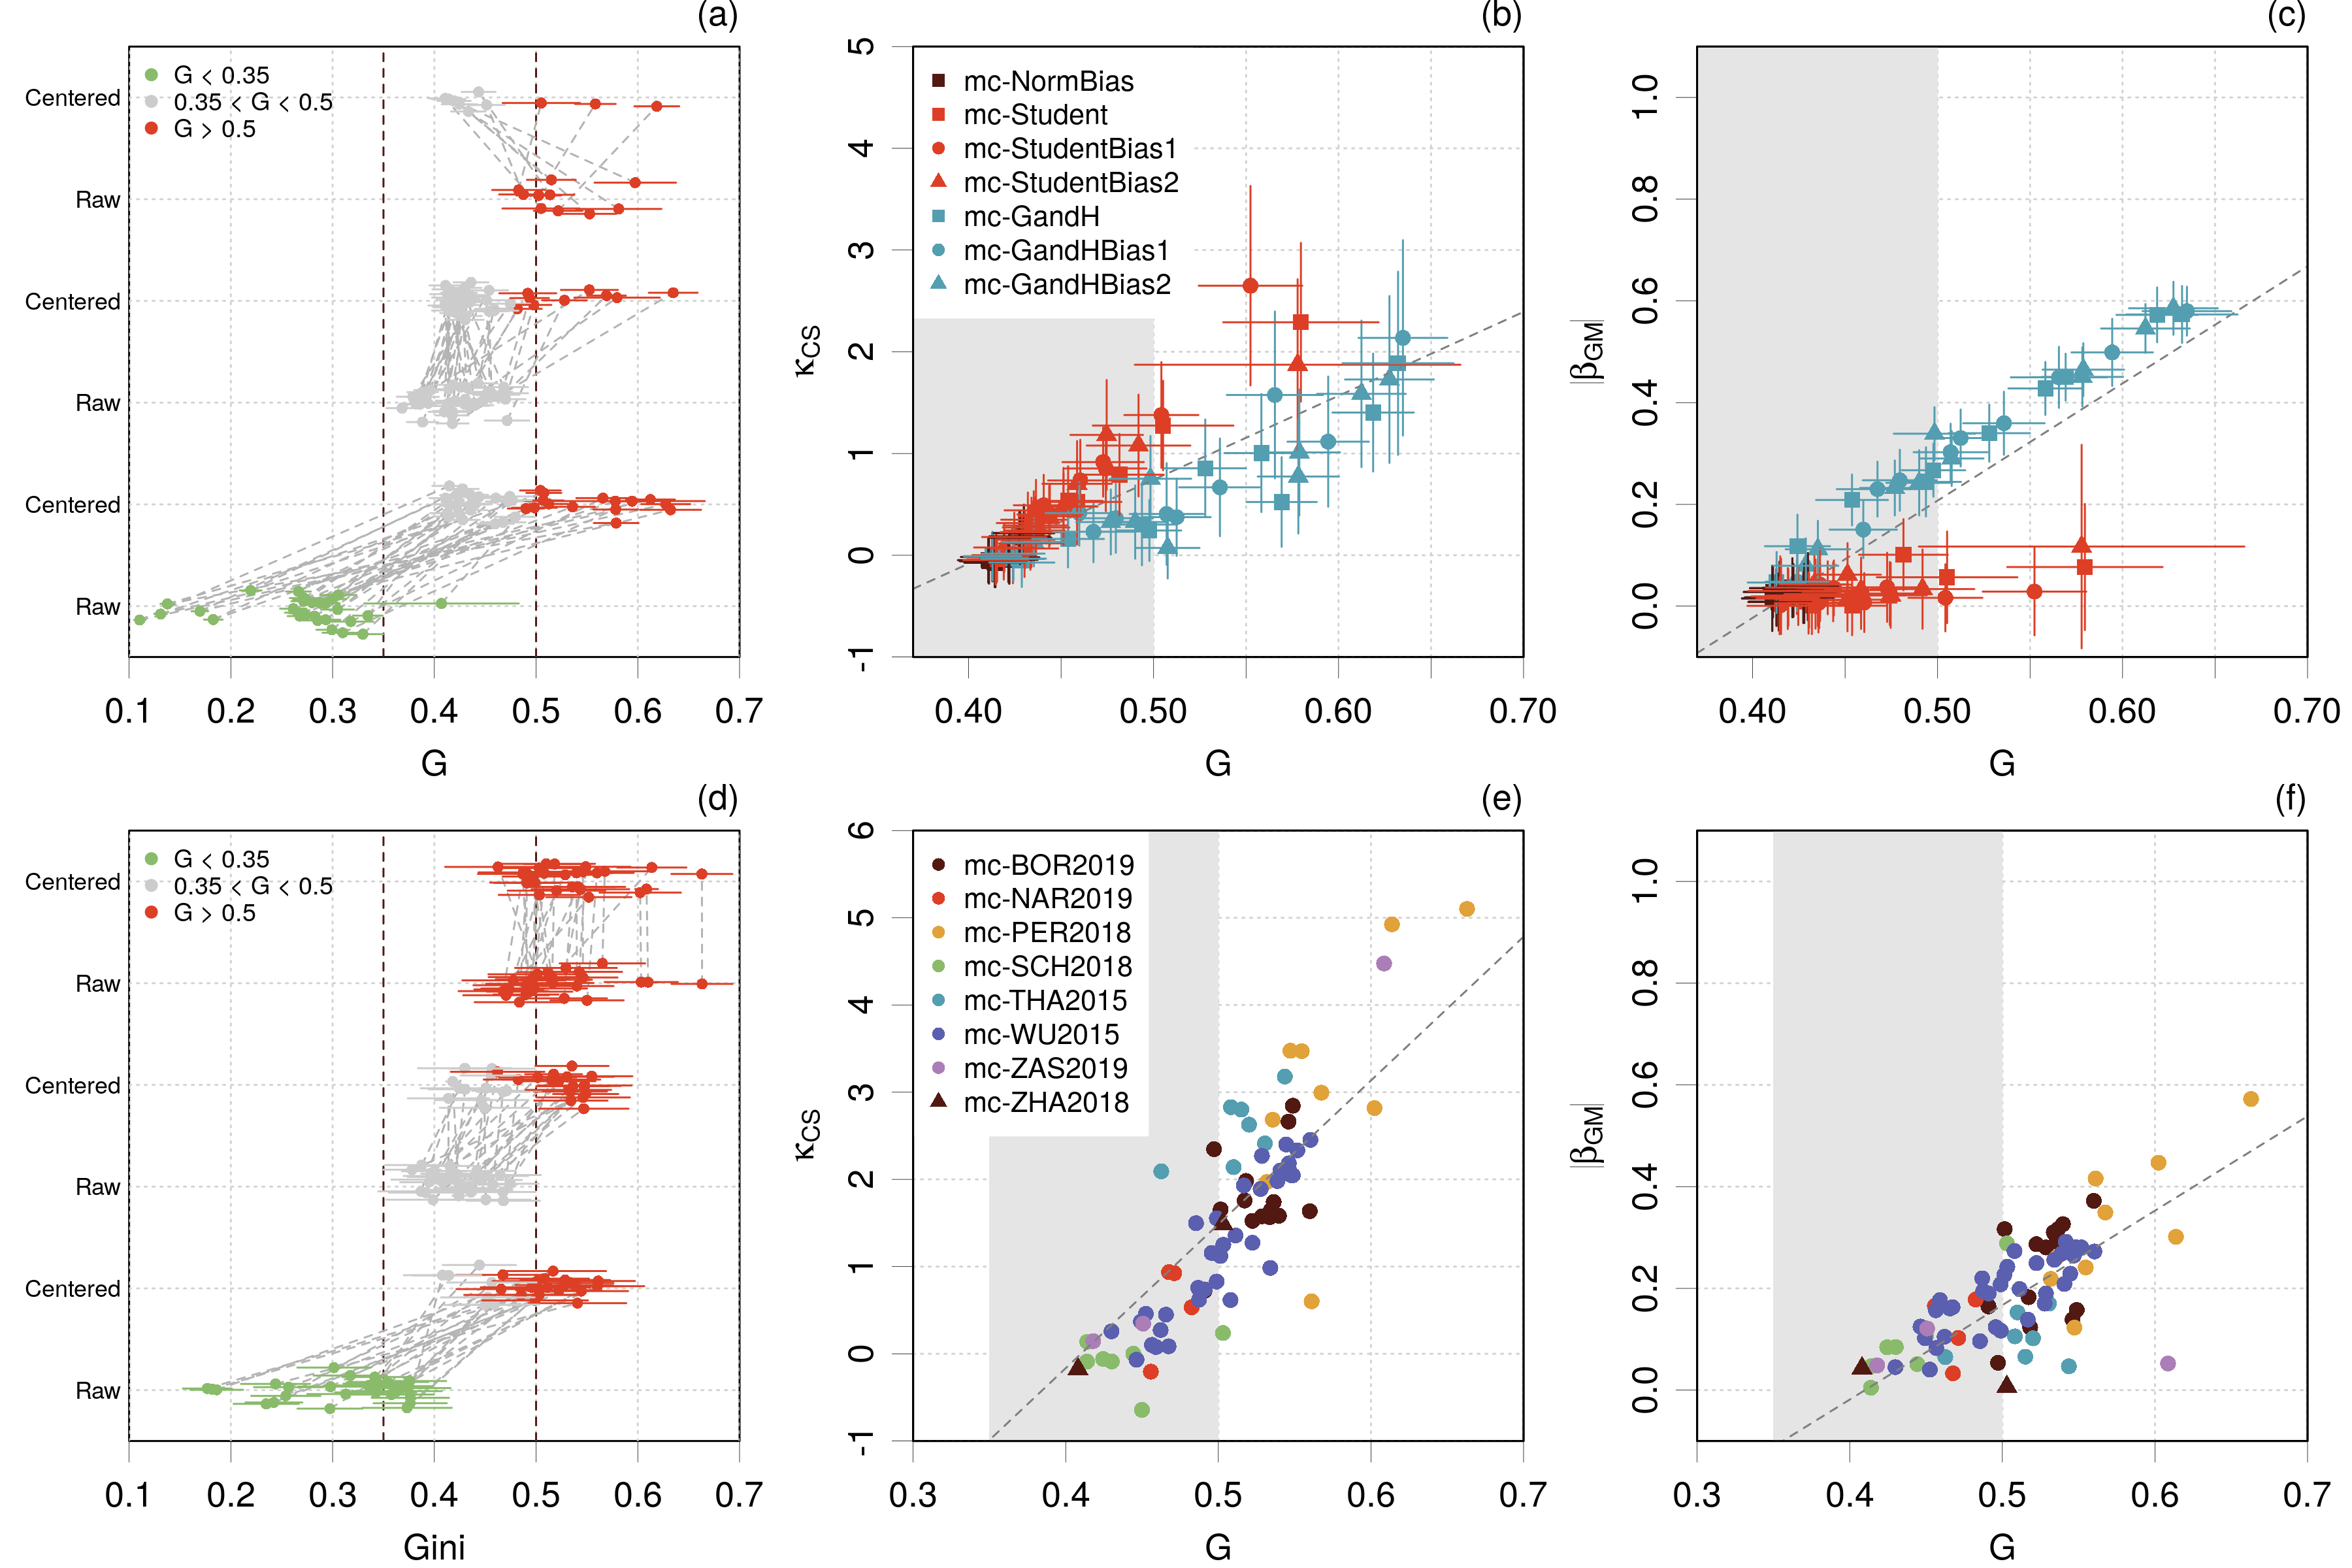 (a)
G < 0.35
0.35 < G < 0.5
G > 0.5
Centered
Raw
Centered
Raw
Centered
Raw
0.1 0.2 0.3 0.4 0.5 0.6 0.7
G
(b)
κCS
5
4
3
2
1
0
-1
mc-NormBias
mc-Student
mc-StudentBias1
mc-StudentBias2
mc-GandH
mc-GandHBias1
mc-GandHBias2
0.40 0.50 0.60 0.70
G
(c)
|βGM|
1.0
0.8
0.6
0.4
0.2
0.0
0.40 0.50 0.60 0.70
G
(d)
G < 0.35
0.35 < G < 0.5
G > 0.5
Centered
Raw
Centered
Raw
Centered
Raw
0.1 0.2 0.3 0.4 0.5 0.6 0.7
Gini
(e)
κCS
6
5
4
3
2
1
0
-1
mc-BOR2019
mc-NAR2019
mc-PER2018
mc-SCH2018
mc-THA2015
mc-WU2015
mc-ZAS2019
mc-ZHA2018
0.3 0.4 0.5 0.6 0.7
G
(f)
|βGM|
1.0
0.8
0.6
0.4
0.2
0.0
0.3 0.4 0.5 0.6 0.7
G